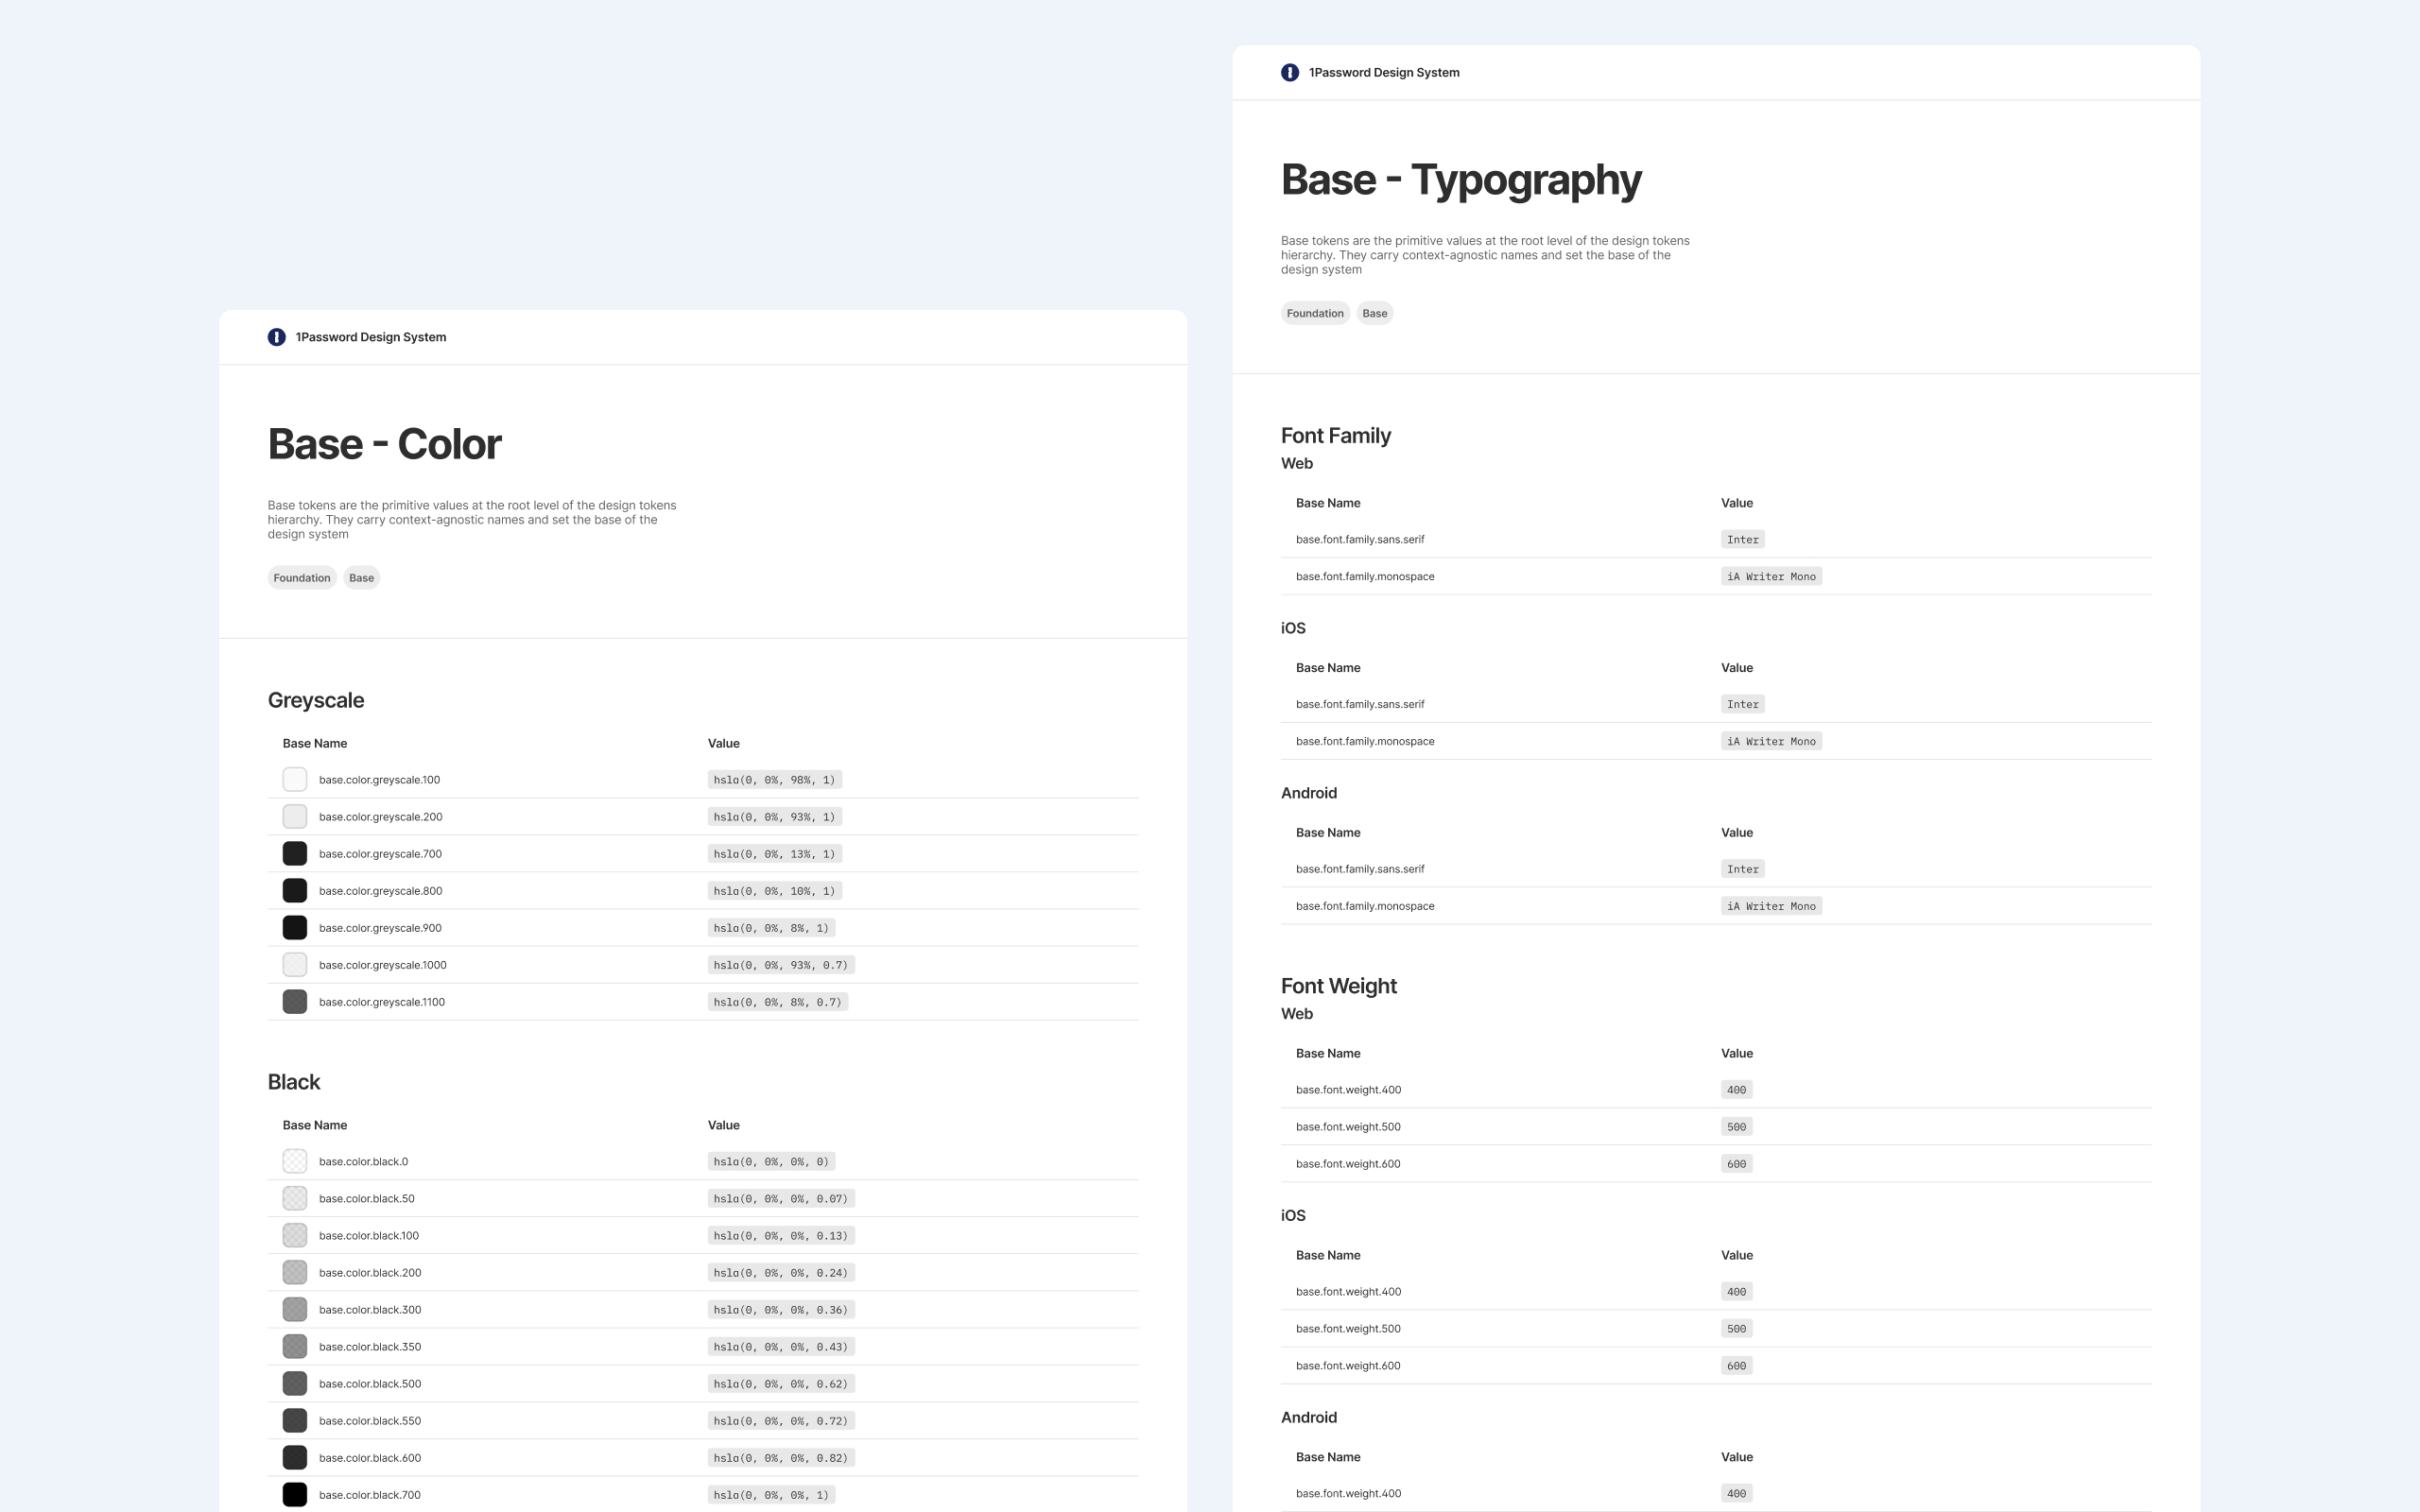 1Password Design System
Base - Color
Base tokens are the primitive values at the root level of the design tokens
hierarchy. They carry context-agnostic names and set the base of the
design system
Foundation Base
Greyscale
Base Name Value
base.color.greyscale.100 hsla(0, 0%, 98%, 1)
base.color.greyscale.200 hsla(0, 0%, 93%, 1)
base.color.greyscale.700 hsla(0, 0%, 13%, 1)
base.color.greyscale.800 hsla(0, 0%, 10%, 1)
base.color.greyscale.900 hsla(0, 0%, 8%, 1)
base.color.greyscale.1000 hsla(0, 0%, 93%, 0.7)
base.color.greyscale.1100 hsla(0, 0%, 8%, 0.7)
Black
Base Name Value
base.color.black.0 hsla(0, 0%, 0%, 0)
base.color.black.50 hsla(0, 0%, 0%, 0.07)
base.color.black.100 hsla(0, 0%, 0%, 0.13)
base.color.black.200 hsla(0, 0%, 0%, 0.24)
base.color.black.300 hsla(0, 0%, 0%, 0.36)
base.color.black.350 hsla(0, 0%, 0%, 0.43)
base.color.black.500 hsla(0, 0%, 0%, 0.62)
base.color.black.550 hsla(0, 0%, 0%, 0.72)
base.color.black.600 hsla(0, 0%, 0%, 0.82)
base.color.black.700 hsla(0, 0%, 0%, 1)
1Password Design System
Base - Typography
Base tokens are the primitive values at the root level of the design tokens
hierarchy. They carry context-agnostic names and set the base of the
design system
Foundation Base
Font Family
Web
Base Name Value
base.font.family.sans.serif Inter
base.font.family.monospace iA Writer Mono
iOS
Base Name Value
base.font.family.sans.serif Inter
base.font.family.monospace iA Writer Mono
Android
Base Name Value
base.font.family.sans.serif Inter
base.font.family.monospace iA Writer Mono
Font Weight
Web
Base Name Value
base.font.weight.400 400
base.font.weight.500 500
base.font.weight.600 600
iOS
Base Name Value
base.font.weight.400 400
base.font.weight.500 500
base.font.weight.600 600
Android
Base Name Value
base.font.weight.400 400